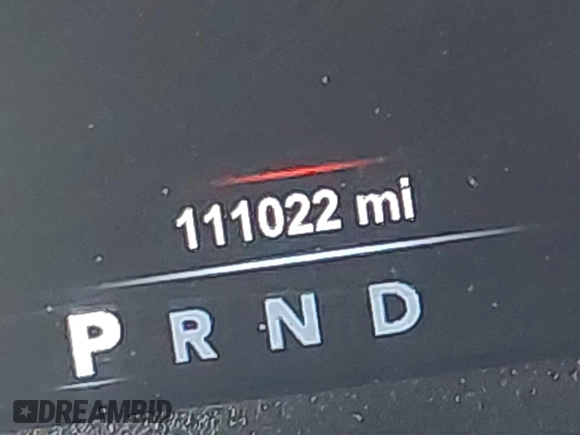 111022 mi
P R N D
DREAMBID